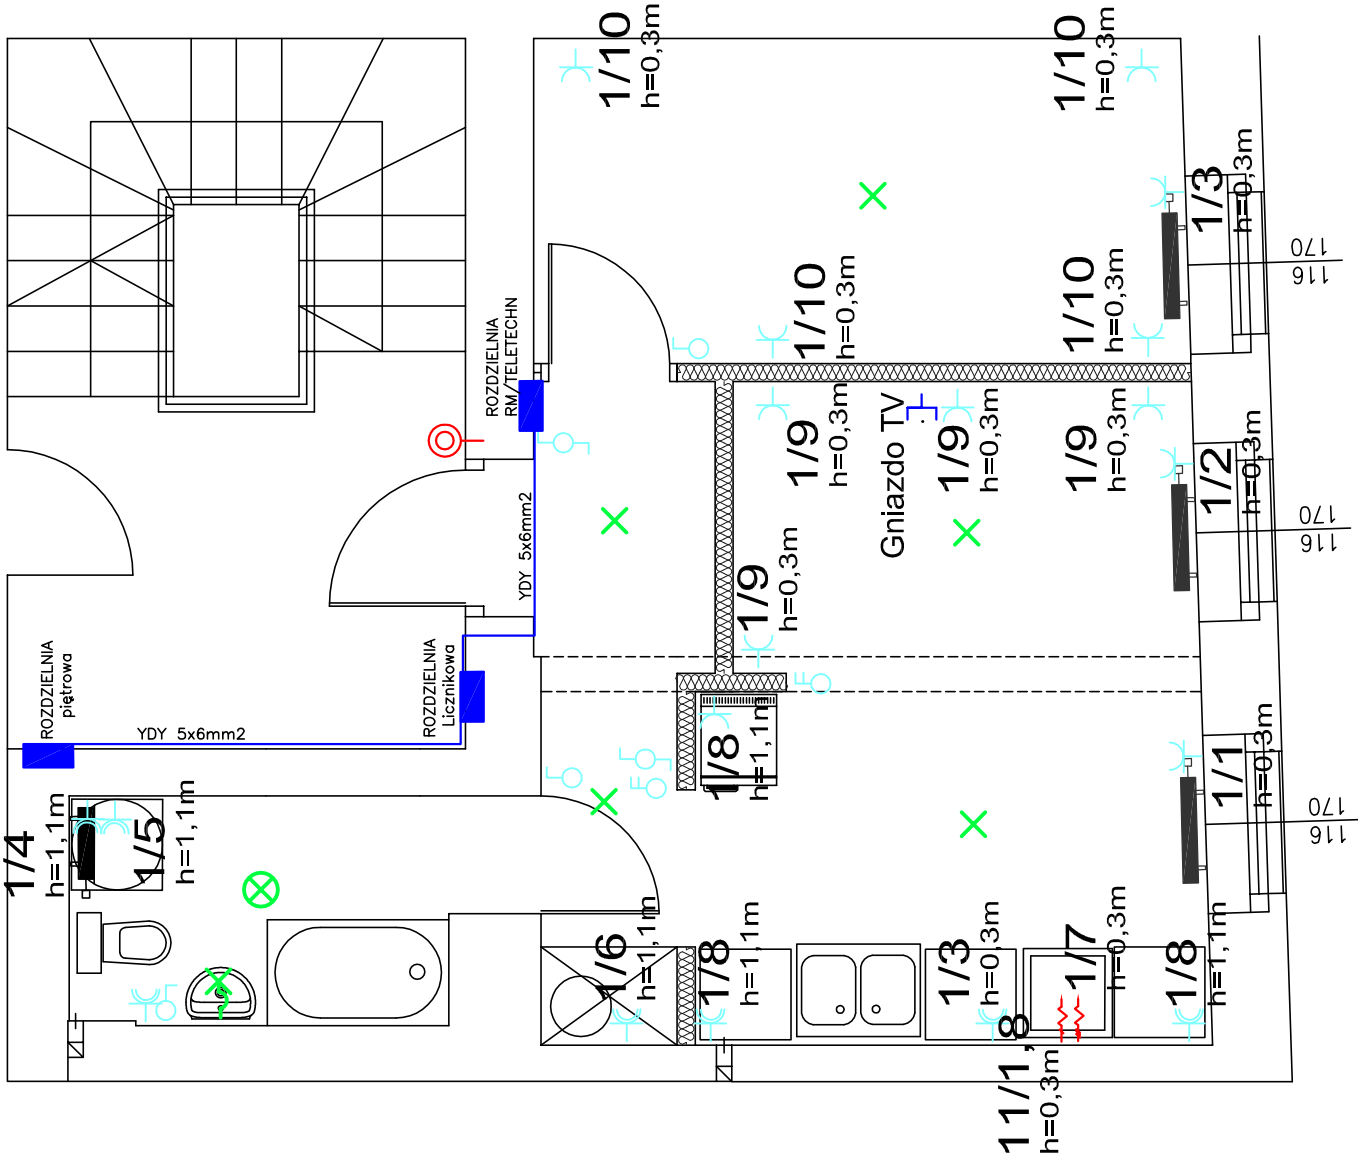 1/10
h=0,3m
1/10
h=0,3m
1/3
h=0,3m
170
116
1/10
h=0,3m
1/10
h=0,3m
ROZDZIELNIA
RM/TELETECHN
1/9
h=0,3m
Gniazdo TV
1/9
h=0,3m
1/9
h=0,3m
1/2
h=0,3m
170
116
YDY 5x6mm2
1/9
h=0,3m
ROZDZIELNIA
piętrowa
ROZDZIELNIA
Licznikowa
YDY 5x6mm2
1/8
h=1,1m
1/1
h=0,3m
170
116
1/4
h=1,1m
1/5
h=1,1m
1/6
h=1,1m
1/8
h=1,1m
1/3
h=0,3m
1/7
h=0,3m
1/8
h=1,1m
11/1,8
h=0,3m